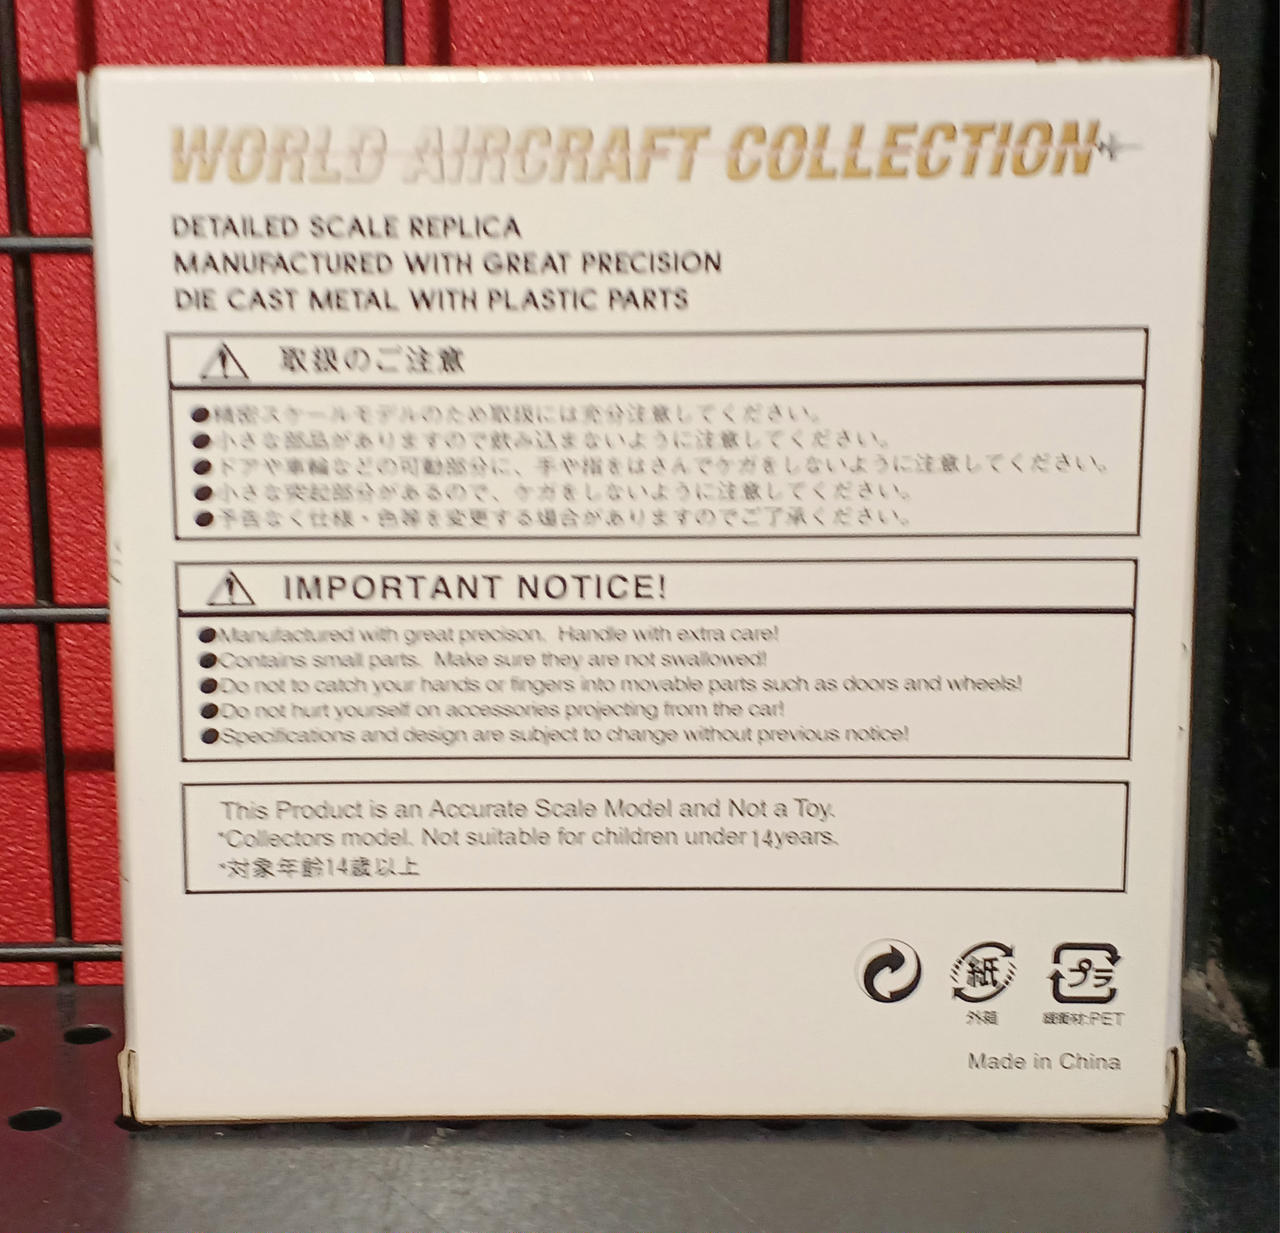 WORLD AIRCRAFT COLLECTION
DETAILED SCALE REPLICA
MANUFACTURED WITH GREAT PRECISION
DIE CAST METAL WITH PLASTIC PARTS
取扱のご注意
●精密スケールモデルのため取扱には充分注意してください。
●小さな部品がありますので飲み込まないように注意してください。
●ドアや車輪などの可動部分に、手や指をはさんでケガをしないように注意してください。
●小さな突起部分があるので、ケガをしないように注意してください。
●予告なく仕様・色等を変更する場合がありますのでご了承ください。
IMPORTANT NOTICE!
●Manufactured with great precison. Handle with extra care!
●Contains small parts. Make sure they are not swallowed!
●Do not to catch your hands or fingers into movable parts such as doors and wheels!
●Do not hurt yourself on accessories projecting from the car!
●Specifications and design are subject to change without previous notice!
This Product is an Accurate Scale Model and Not a Toy.
*Collectors model. Not suitable for children under 14years.
*対象年齢14歳以上
紙 プラ
外箱 緩衝材:PET
Made in China